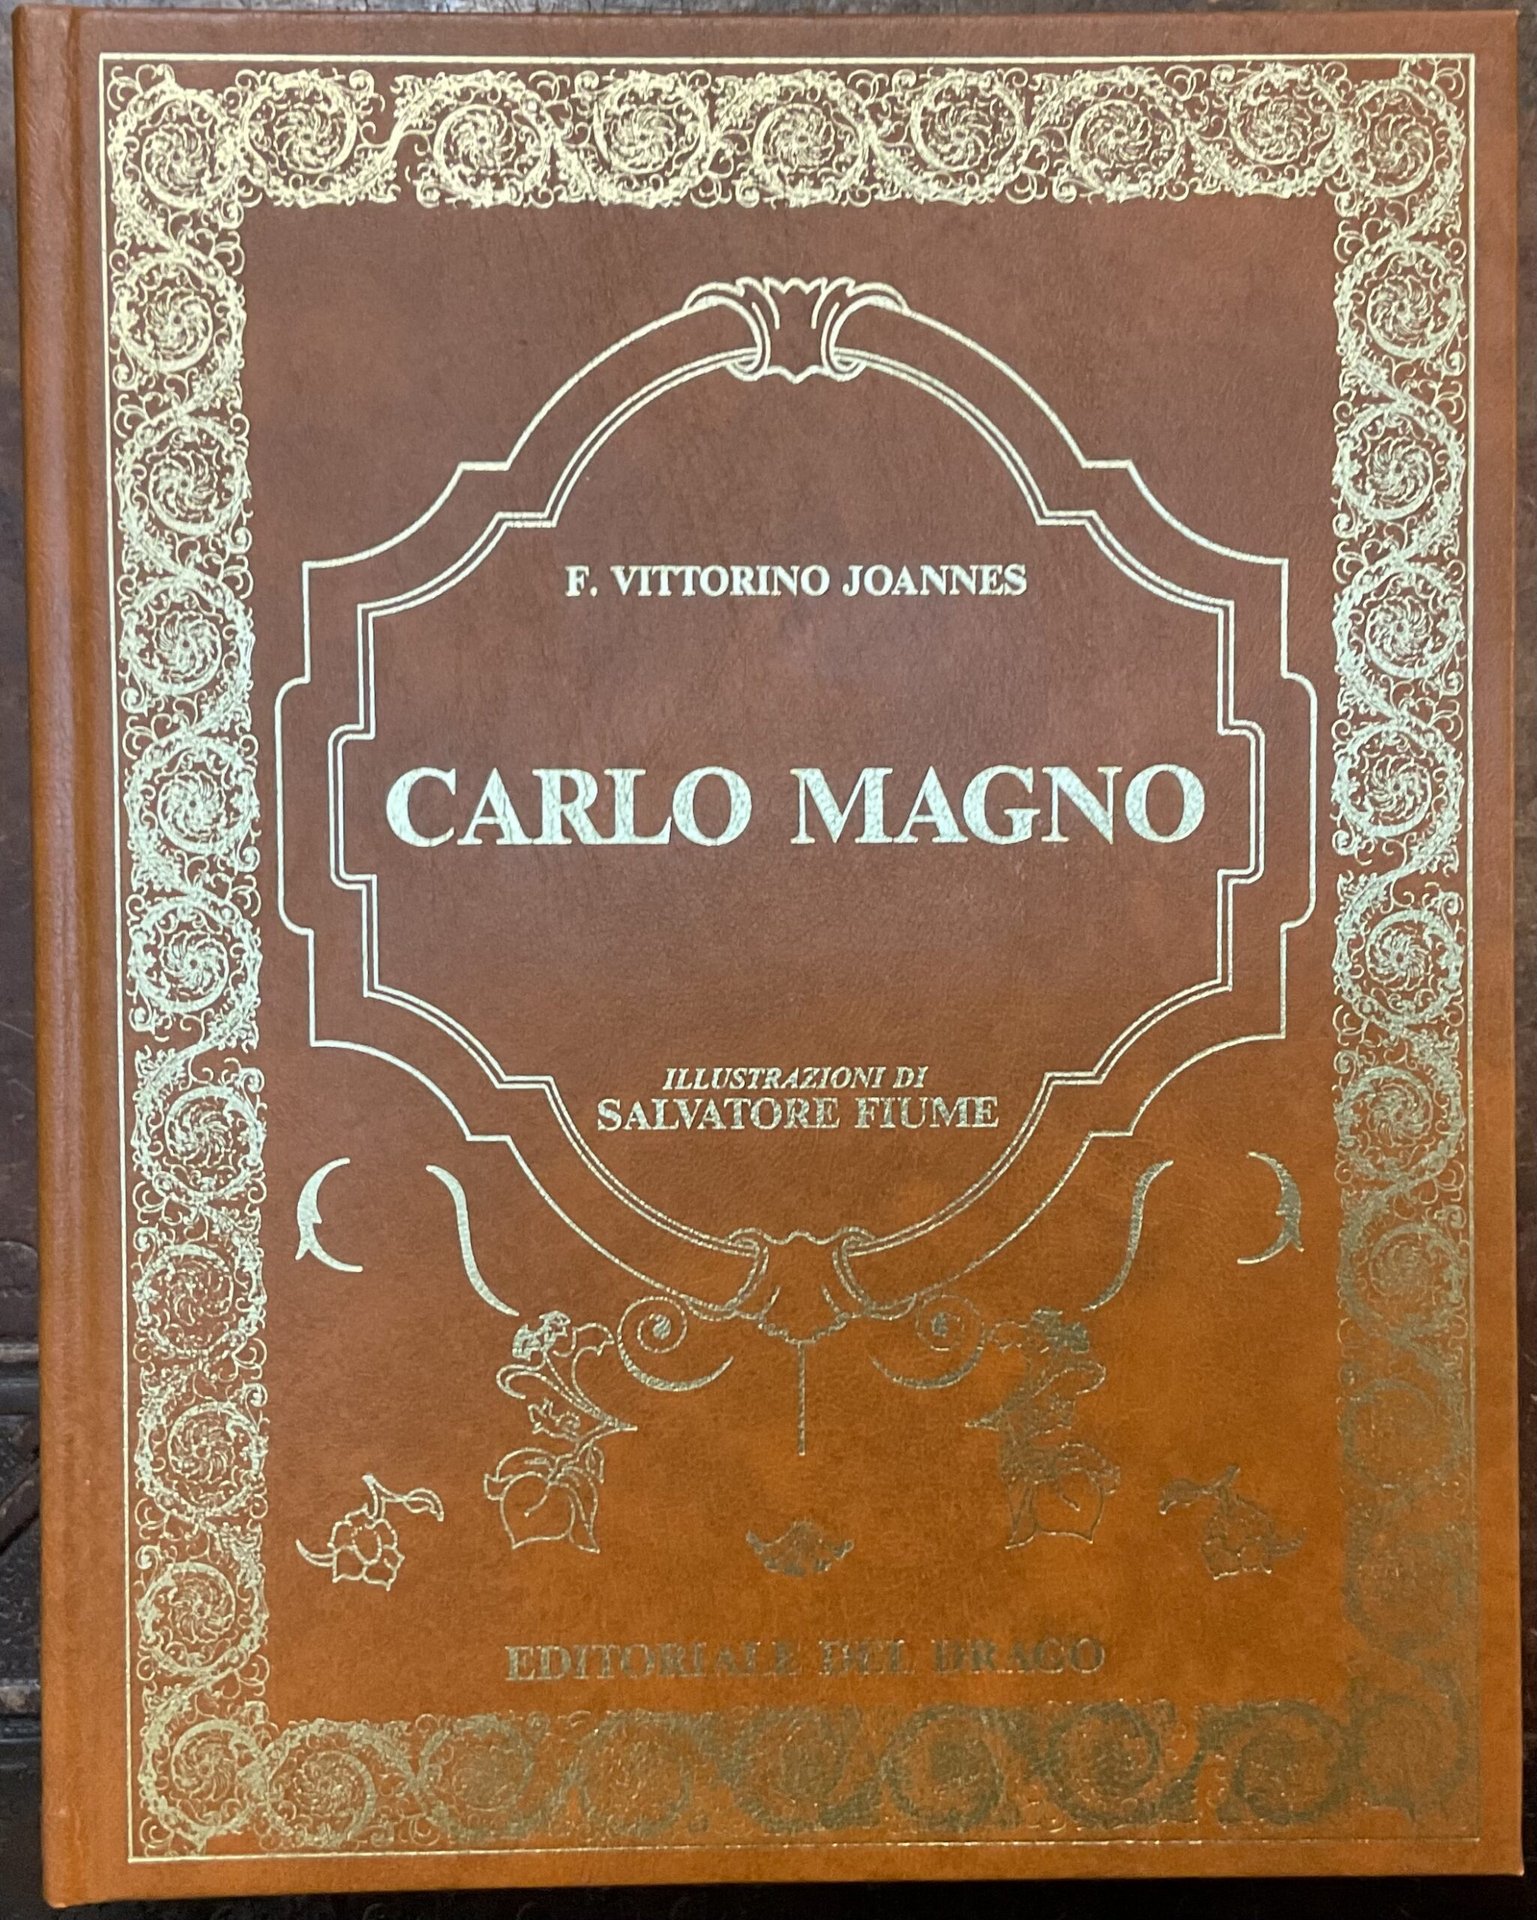 F. VITTORINO JOANNES
CARLO MAGNO
ILLUSTRAZIONI DI
SALVATORE FIUME
EDITORIALE DEL DRAGO